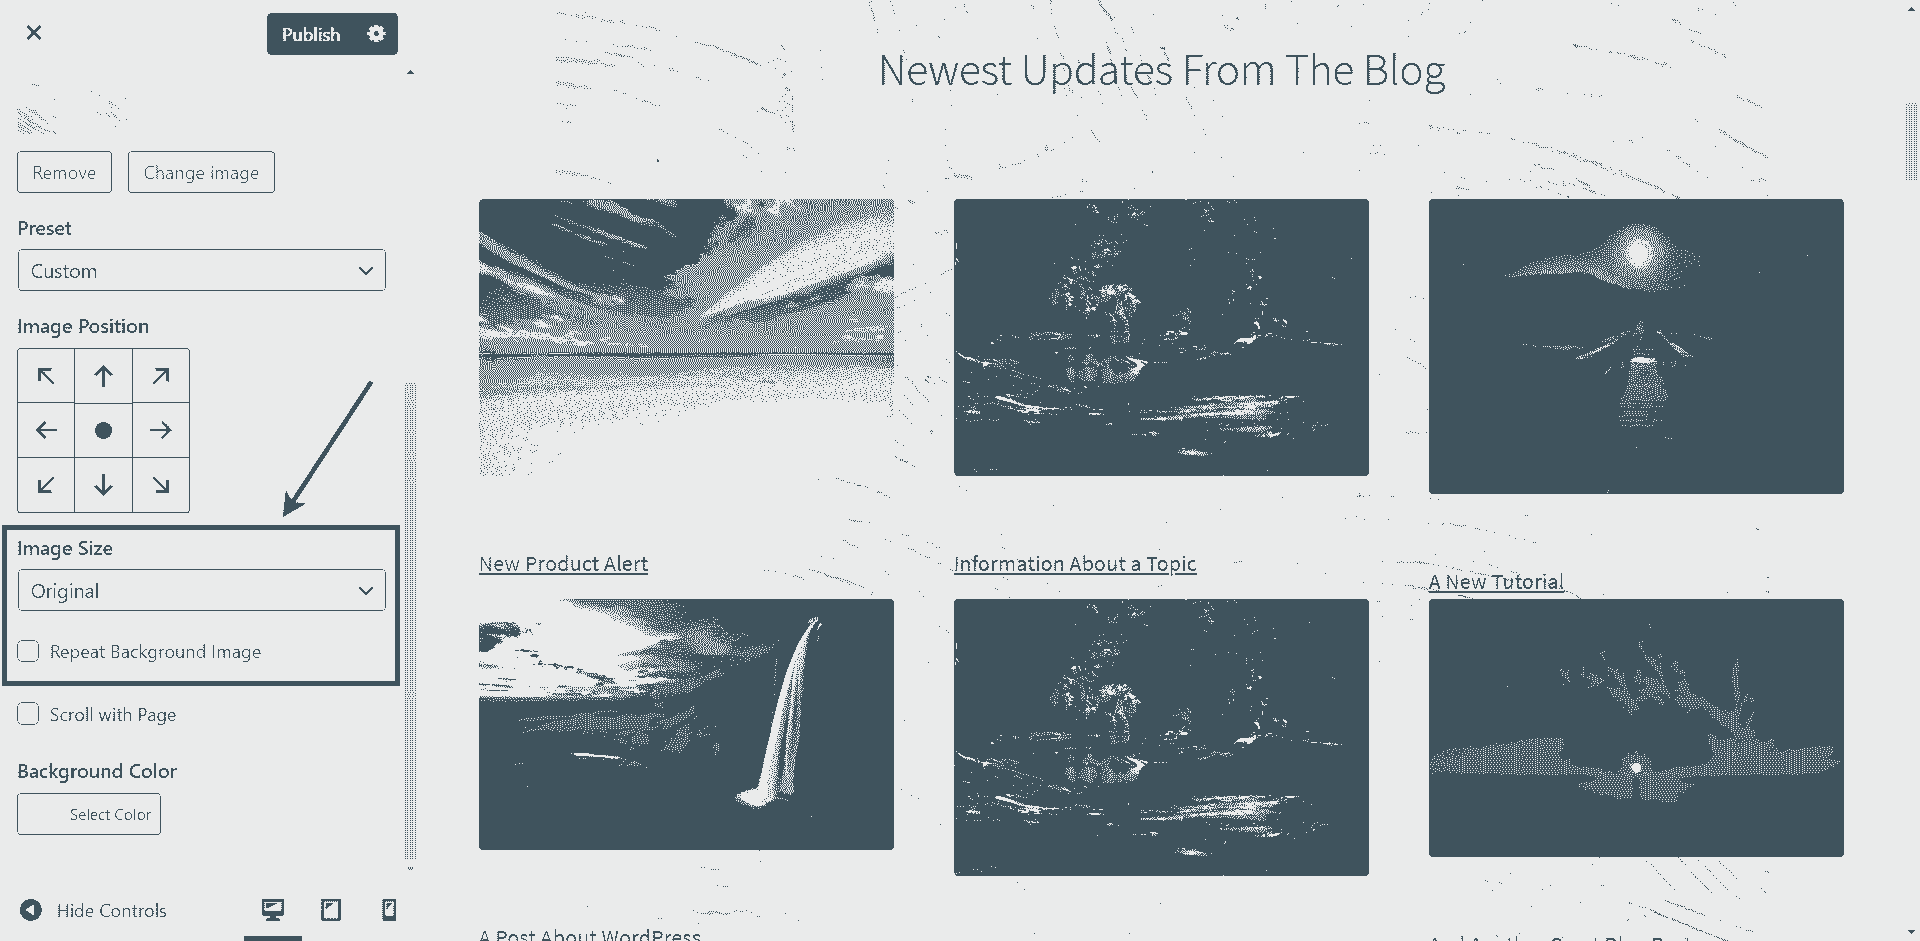 Publish
Remove
Change image
Preset
Custom
Image Position
Image Size
Original
Repeat Background Image
Scroll with Page
Background Color
Select Color
Hide Controls
Newest Updates From The Blog
New Product Alert
Information About a Topic
A New Tutorial
A Post About WordPress